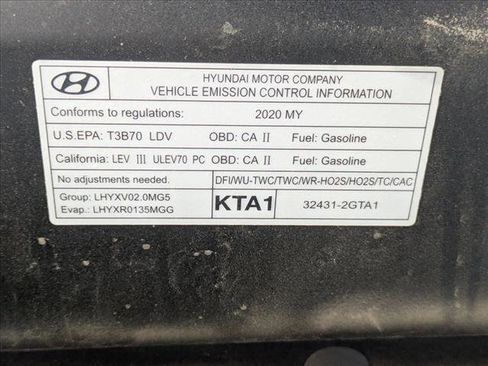 HYUNDAI MOTOR COMPANY
VEHICLE EMISSION CONTROL INFORMATION
Conforms to regulations: 2020 MY
U.S.EPA: T3B70 LDV OBD: CA II Fuel: Gasoline
California: LEV III ULEV70 PC OBD: CA II Fuel: Gasoline
No adjustments needed. DFI/WU-TWC/TWC/WR-HO2S/HO2S/TC/CAC
Group: LHYXV02.0MG5
Evap.: LHYXR0135MGG
KTA1
32431-2GTA1